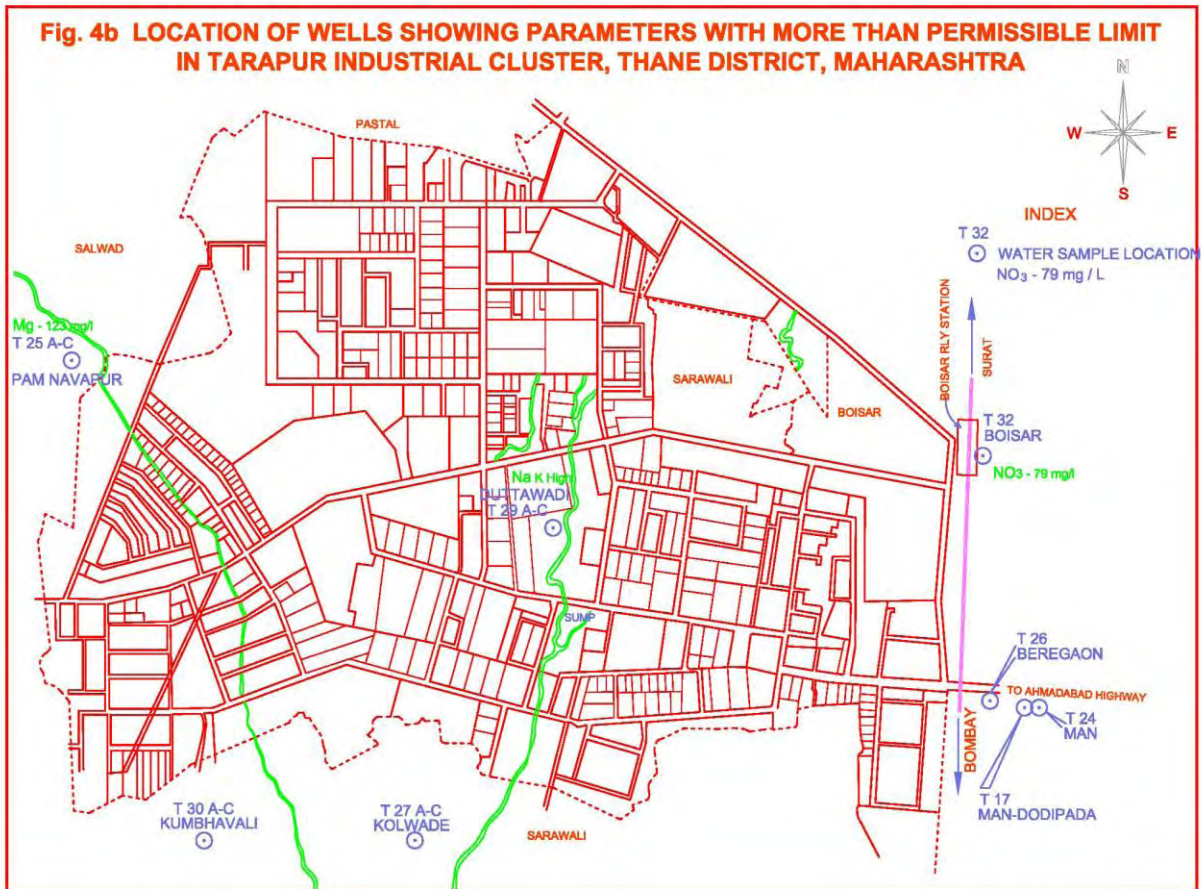 Fig. 4b LOCATION OF WELLS SHOWING PARAMETERS WITH MORE THAN PERMISSIBLE LIMIT
IN TARAPUR INDUSTRIAL CLUSTER, THANE DISTRICT, MAHARASHTRA
N
W
E
S
PASTAL
INDEX
T 32
WATER SAMPLE LOCATION
NO3 - 79 mg / L
SALWAD
Mg - 123 mg/l
T 25 A-C
PAM NAVAPUR
BOISAR RLY STATION
SURAT
SARAWALI
BOISAR
T 32
BOISAR
NO3 - 79 mg/l
Na K High
DUTTAWADI
T 29 A-C
SUMP
T 26
BEREGAON
TO AHMADABAD HIGHWAY
T 24
MAN
BOMBAY
T 17
MAN-DODIPADA
T 30 A-C
KUMBHAVALI
T 27 A-C
KOLWADE
SARAWALI